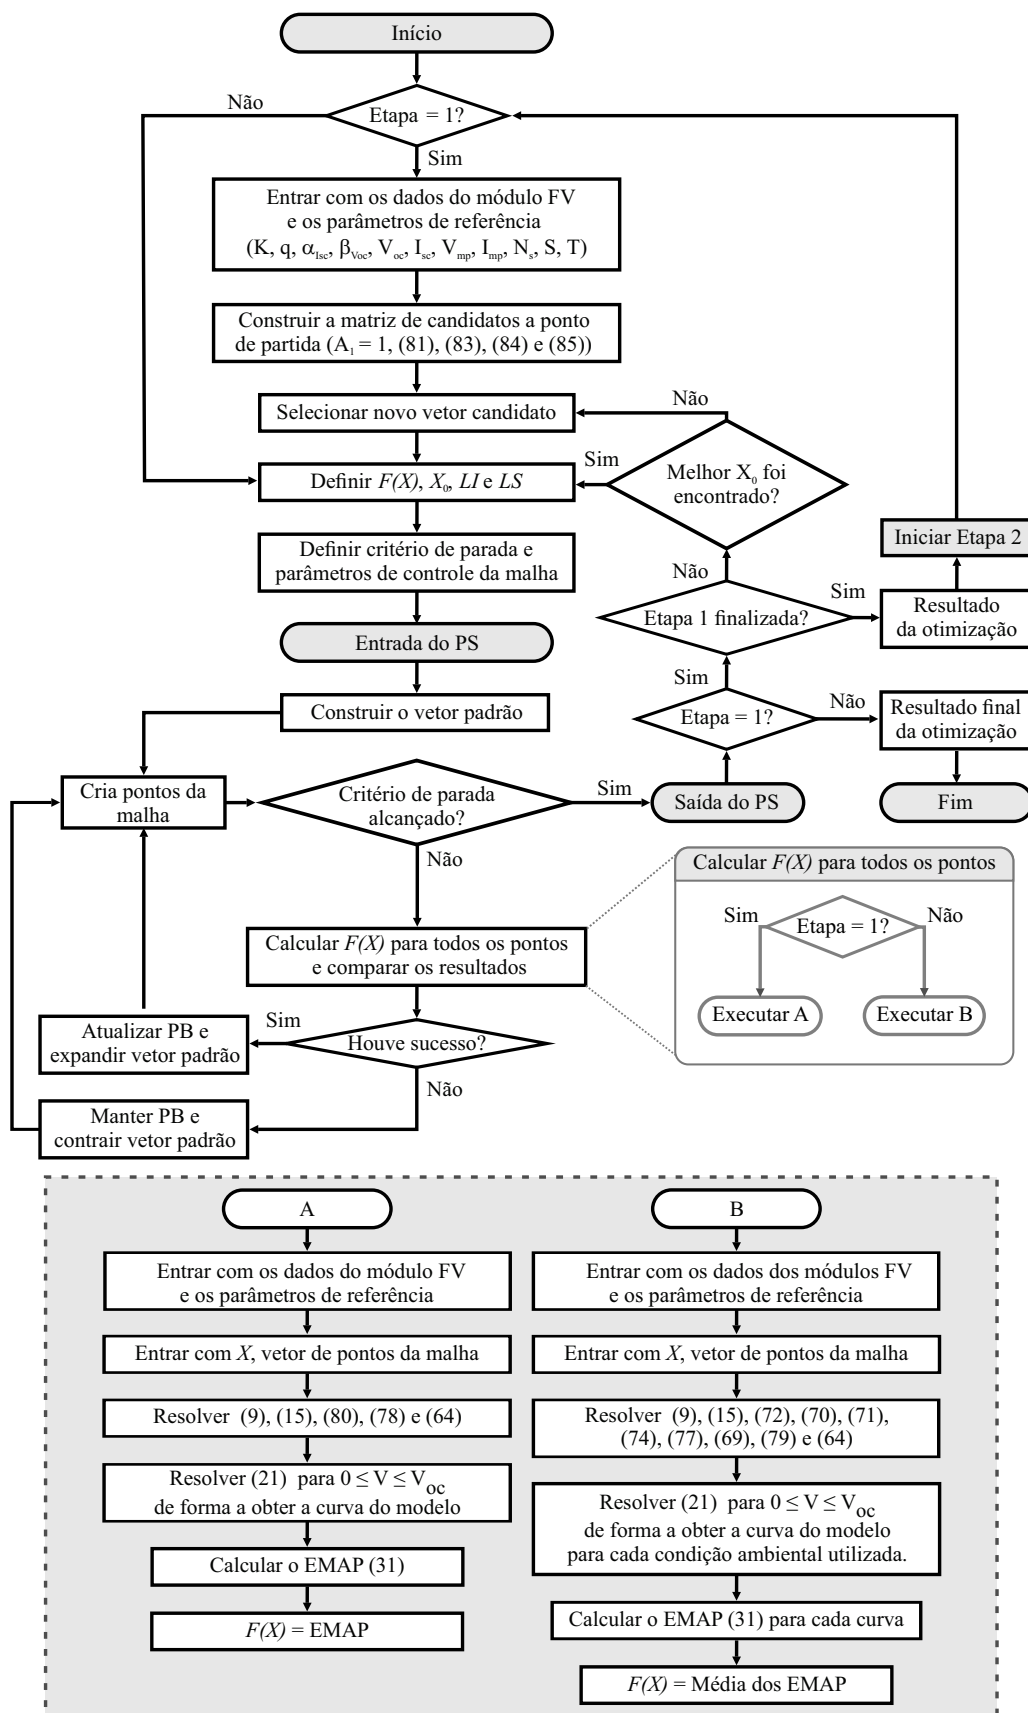 Início
Não
Etapa = 1?
Sim
Entrar com os dados do módulo FV
e os parâmetros de referência
(K, q, α_Isc, β_Voc, V_oc, I_sc, V_mp, I_mp, N_s, S, T)
Construir a matriz de candidatos a ponto
de partida (A₁ = 1, (81), (83), (84) e (85))
Selecionar novo vetor candidato
Não
Sim
Melhor X₀ foi
encontrado?
Definir F(X), X₀, LI e LS
Definir critério de parada e
parâmetros de controle da malha
Iniciar Etapa 2
Não
Etapa 1 finalizada?
Sim
Resultado
da otimização
Entrada do PS
Sim
Construir o vetor padrão
Etapa = 1?
Não
Resultado final
da otimização
Cria pontos da
malha
Critério de parada
alcançado?
Sim
Saída do PS
Fim
Não
Calcular F(X) para todos os pontos
Sim
Etapa = 1?
Não
Executar A
Executar B
Calcular F(X) para todos os pontos
e comparar os resultados
Atualizar PB e
expandir vetor padrão
Sim
Houve sucesso?
Não
Manter PB e
contrair vetor padrão
A
Entrar com os dados do módulo FV
e os parâmetros de referência
Entrar com X, vetor de pontos da malha
Resolver (9), (15), (80), (78) e (64)
Resolver (21) para 0 ≤ V ≤ V_OC
de forma a obter a curva do modelo
Calcular o EMAP (31)
F(X) = EMAP
B
Entrar com os dados dos módulos FV
e os parâmetros de referência
Entrar com X, vetor de pontos da malha
Resolver (9), (15), (72), (70), (71),
(74), (77), (69), (79) e (64)
Resolver (21) para 0 ≤ V ≤ V_OC
de forma a obter a curva do modelo
para cada condição ambiental utilizada.
Calcular o EMAP (31) para cada curva
F(X) = Média dos EMAP